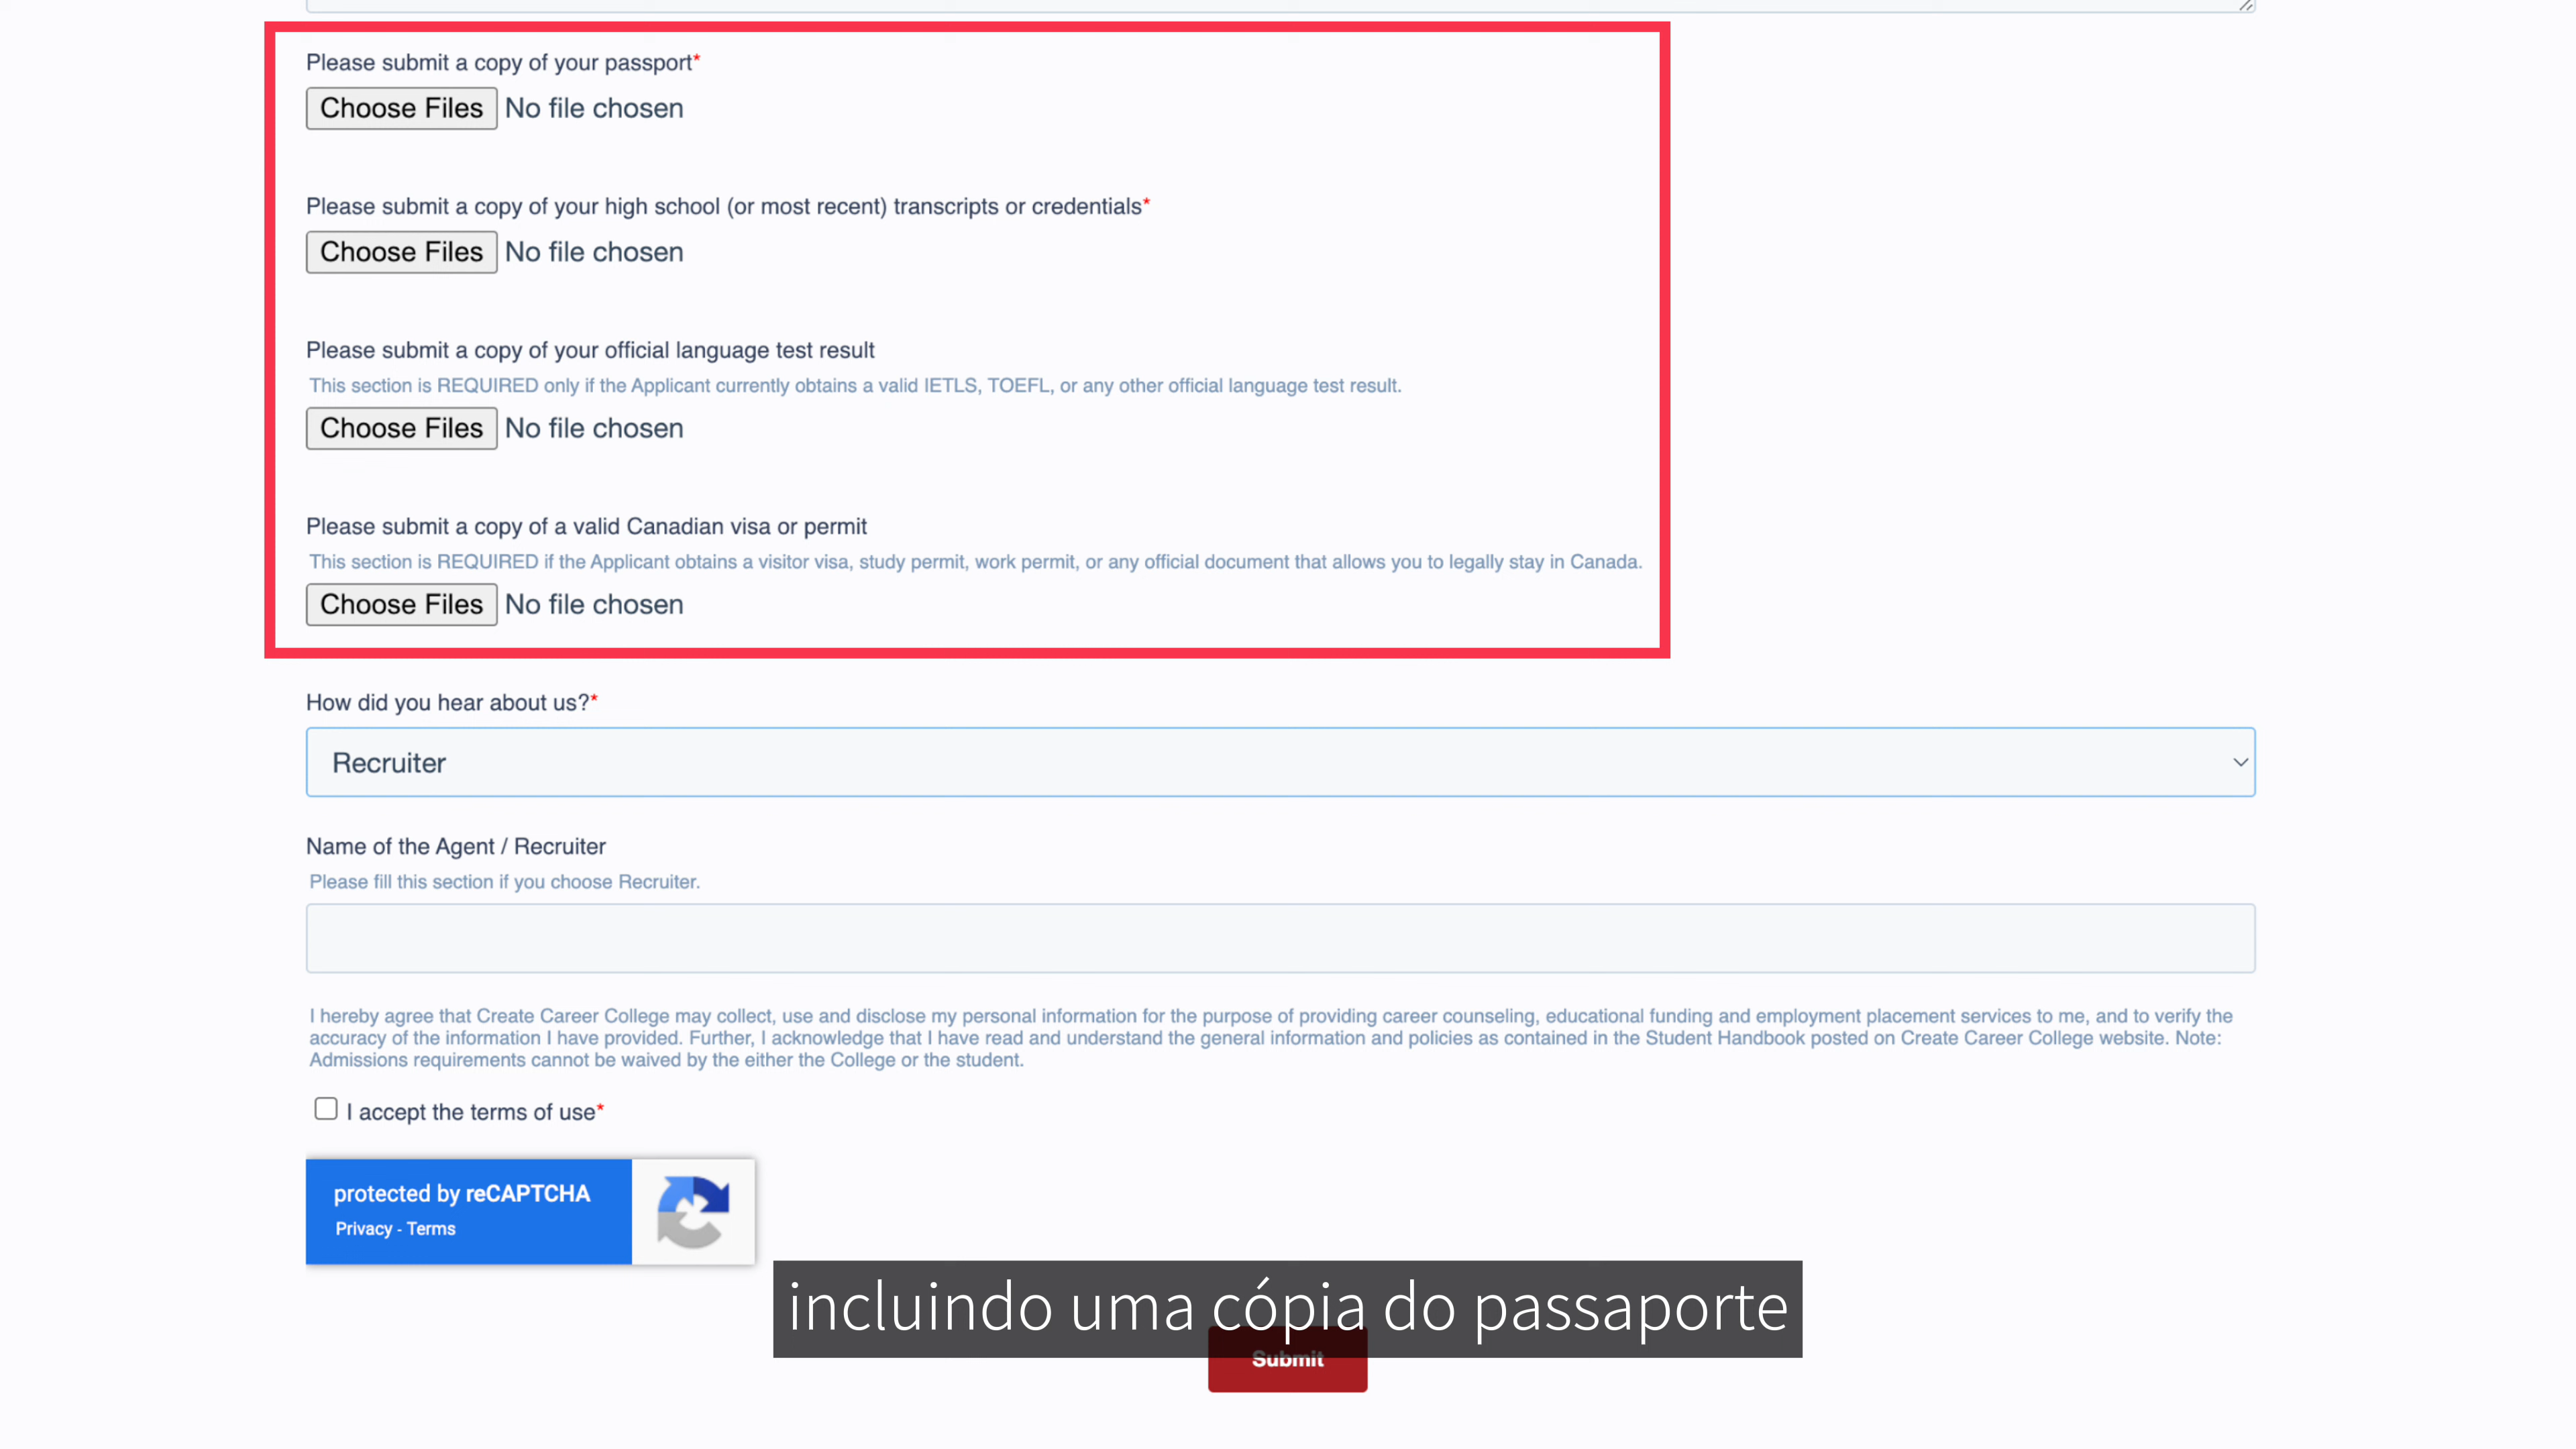 Please submit a copy of your passport*
Choose Files No file chosen
Please submit a copy of your high school (or most recent) transcripts or credentials*
Choose Files No file chosen
Please submit a copy of your official language test result
This section is REQUIRED only if the Applicant currently obtains a valid IETLS, TOEFL, or any other official language test result.
Choose Files No file chosen
Please submit a copy of a valid Canadian visa or permit
This section is REQUIRED if the Applicant obtains a visitor visa, study permit, work permit, or any official document that allows you to legally stay in Canada.
Choose Files No file chosen
How did you hear about us?*
Recruiter
Name of the Agent / Recruiter
Please fill this section if you choose Recruiter.
I hereby agree that Create Career College may collect, use and disclose my personal information for the purpose of providing career counseling, educational funding and employment placement services to me, and to verify the
accuracy of the information I have provided. Further, I acknowledge that I have read and understand the general information and policies as contained in the Student Handbook posted on Create Career College website. Note:
Admissions requirements cannot be waived by the either the College or the student.
I accept the terms of use*
protected by reCAPTCHA
Privacy - Terms
incluindo uma cópia do passaporte
Submit